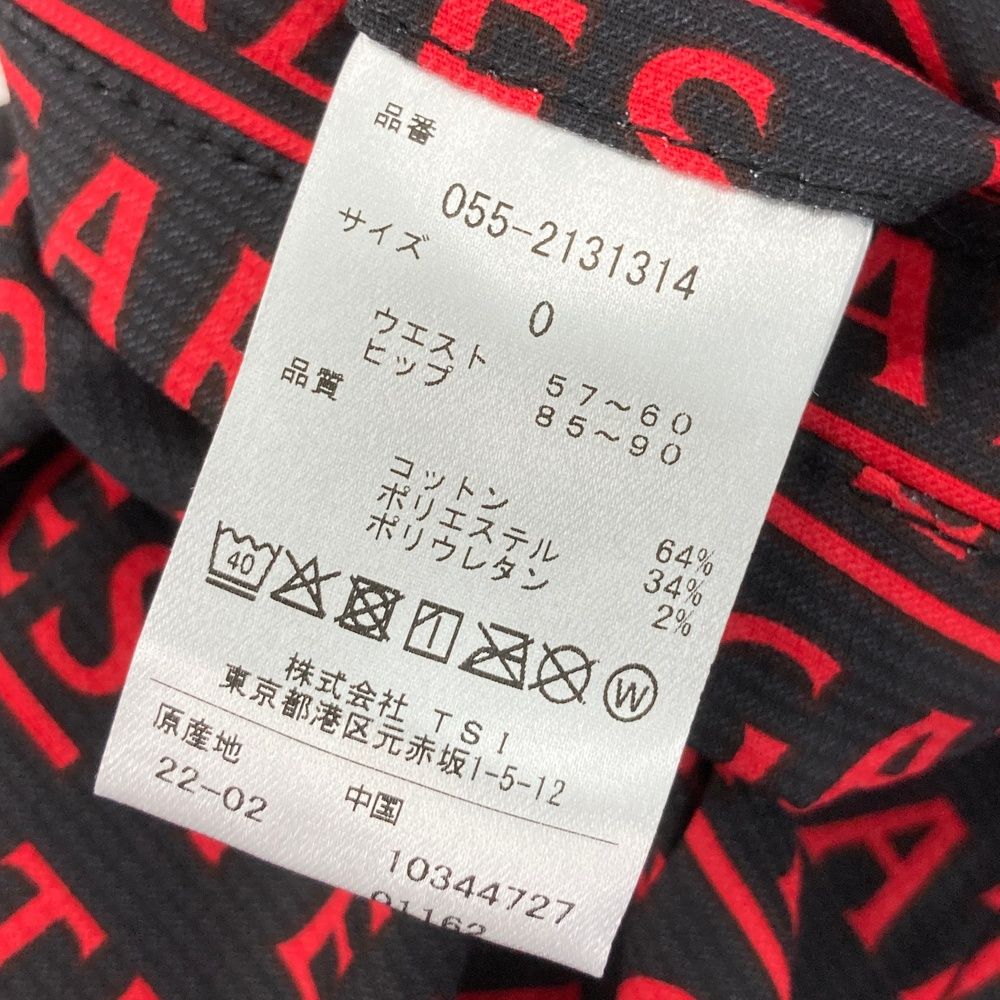 品番
055-2131314
サイズ
0
ウエスト 57〜60
ヒップ 85〜90
品質
コットン 64%
ポリエステル 34%
ポリウレタン 2%
40
W
株式会社 TSI
東京都港区元赤坂1-5-12
原産地
22-02 中国
10344727